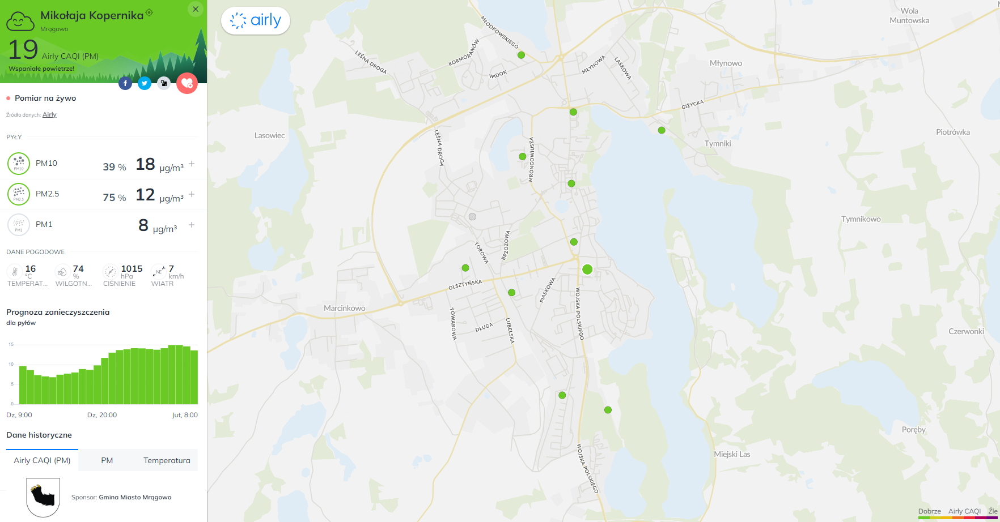 Mikołaja Kopernika
Mrągowo
19 Airly CAQI (PM)
Wspaniałe powietrze!
Pomiar na żywo
Źródło danych: Airly
PYŁY
PM10
PM10
39 % 18 µg/m³ +
PM2.5
PM2.5
75 % 12 µg/m³ +
PM1
PM1
8 µg/m³ +
DANE POGODOWE
16 °C
TEMPERAT...
74 %
WILGOTN...
1015 hPa
CIŚNIENIE
NE
7 km/h
WIATR
Prognoza zanieczyszczenia
dla pyłów
15
10
5
0
Dz, 9:00 Dz, 20:00 Jut, 8:00
Dane historyczne
Airly CAQI (PM) PM Temperatura
Sponsor: Gmina Miasto Mrągowo
airly
MŁODKOWSKIEGO
Wola
Muntowska
LEŚNA DROGA
KORMORANÓW
WIDOK
MŁYNOWA
LASKOWA
Młynowo
GIŻYCKA
Lasowiec
LEŚNA DROGA
MRONGOWIUSZA
Tymniki
Piotrówka
Tymnikowo
TOROWA
BRZOZOWA
OLSZTYŃSKA
PIASKOWA
WOJSKA POLSKIEGO
Marcinkowo
TOWAROWA
DŁUGA
LUBELSKA
Czerwonki
Poręby
Miejski Las
WOJSKA POLSKIEGO
Dobrze Airly CAQI Źle